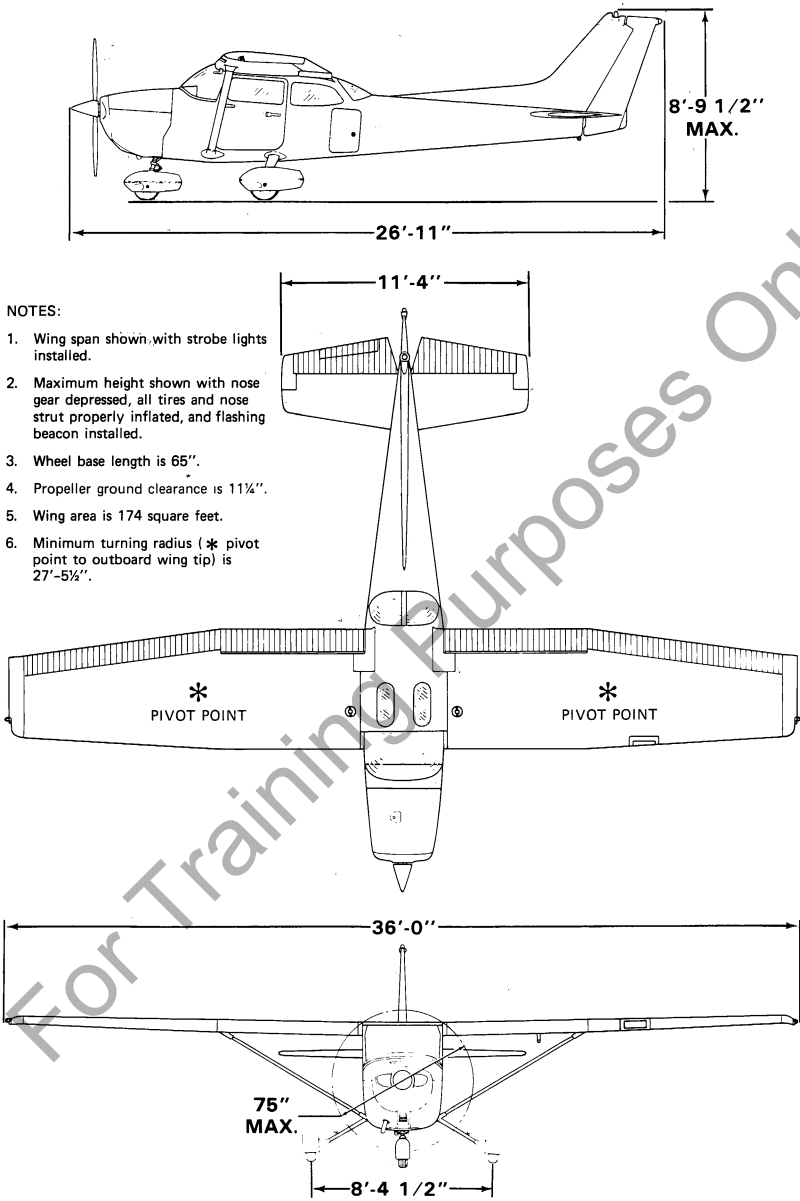 8'-9 1/2"
MAX.
26'-11"
11'-4"
NOTES:
1. Wing span shown with strobe lights
installed.
2. Maximum height shown with nose
gear depressed, all tires and nose
strut properly inflated, and flashing
beacon installed.
3. Wheel base length is 65".
4. Propeller ground clearance is 11¼".
5. Wing area is 174 square feet.
6. Minimum turning radius ( * pivot
point to outboard wing tip) is
27'-5½".
*
PIVOT POINT
*
PIVOT POINT
36'-0"
75"
MAX.
8'-4 1/2"
For Training Purposes Onl